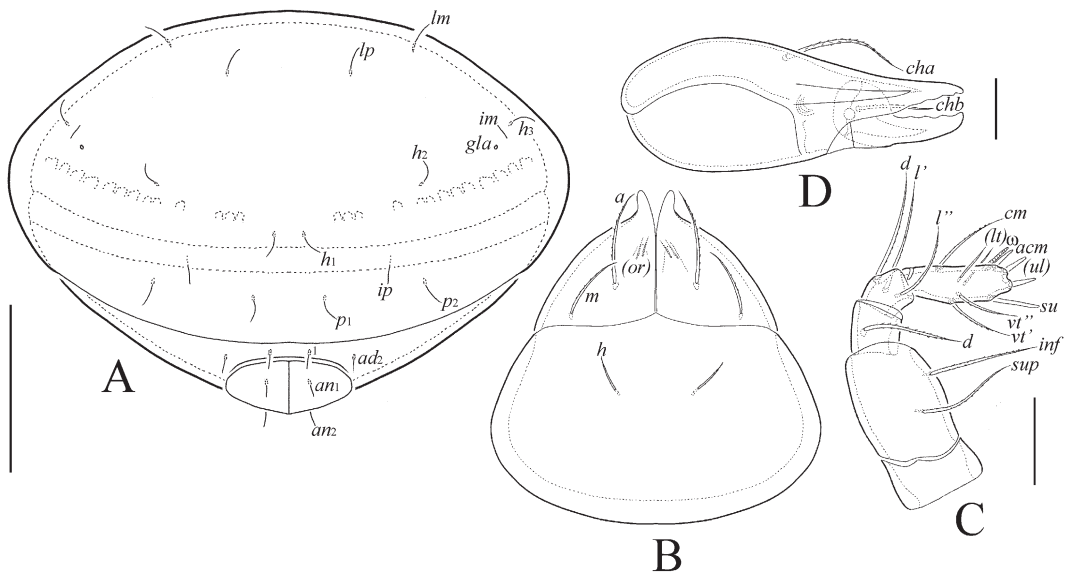 lm
lp
im
h3
gla
h2
h1
ip
p2
p1
ad2
an1
an2
A
a
(or)
m
h
B
cha
chb
D
d
l'
l"
cm
(lt)
ω
acm
(ul)
su
vt"
vt'
d
inf
sup
C